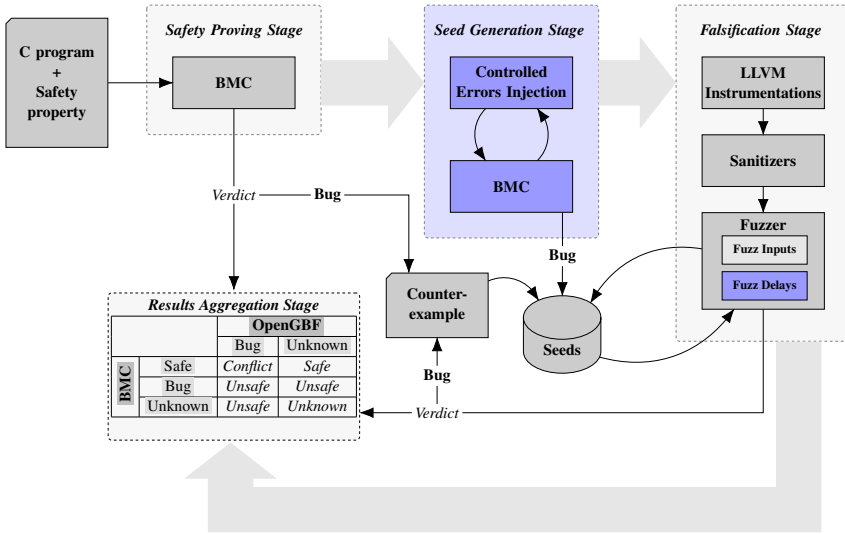 C program
+
Safety
property
Safety Proving Stage
BMC
Seed Generation Stage
Controlled
Errors Injection
BMC
Falsification Stage
LLVM
Instrumentations
Sanitizers
Fuzzer
Fuzz Inputs
Fuzz Delays
Verdict
Bug
Bug
Counter-
example
Seeds
Bug
Verdict
Results Aggregation Stage
OpenGBF
Bug Unknown
BMC
Safe Conflict Safe
Bug Unsafe Unsafe
Unknown Unsafe Unknown